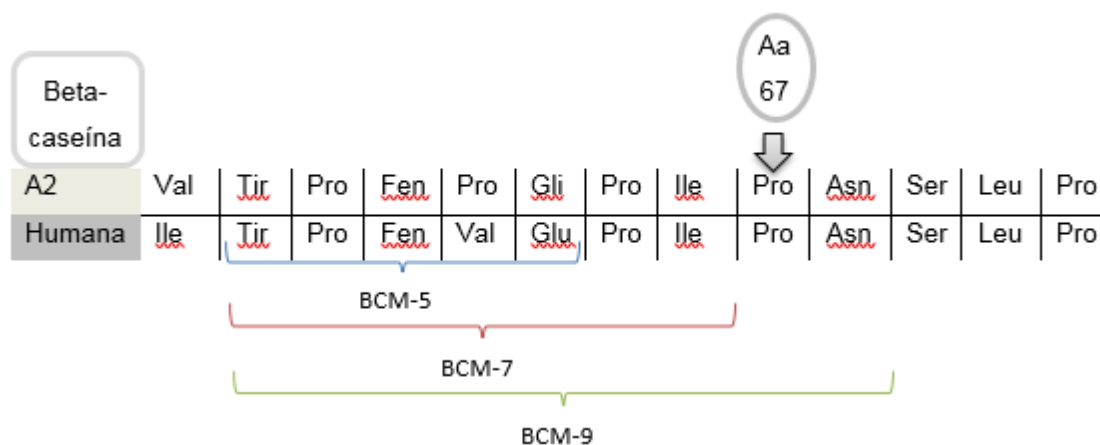 Aa
67
Beta-
caseína
A2 Val Tir Pro Fen Pro Gli Pro Ile Pro Asn Ser Leu Pro
Humana Ile Tir Pro Fen Val Glu Pro Ile Pro Asn Ser Leu Pro
BCM-5
BCM-7
BCM-9